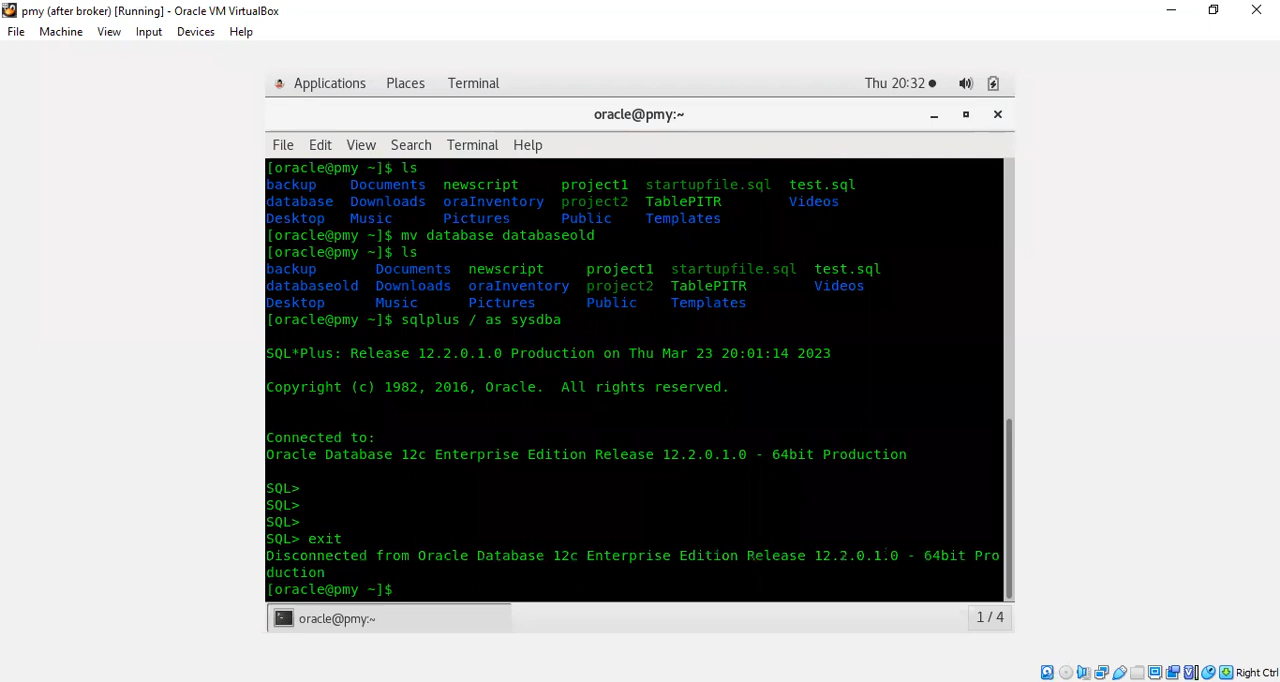 pmy (after broker) [Running] - Oracle VM VirtualBox
File Machine View Input Devices Help
Applications Places Terminal Thu 20:32
oracle@pmy:~
File Edit View Search Terminal Help
[oracle@pmy ~]$ ls
backup Documents newscript project1 startupfile.sql test.sql
database Downloads oraInventory project2 TablePITR Videos
Desktop Music Pictures Public Templates
[oracle@pmy ~]$ mv database databaseold
[oracle@pmy ~]$ ls
backup Documents newscript project1 startupfile.sql test.sql
databaseold Downloads oraInventory project2 TablePITR Videos
Desktop Music Pictures Public Templates
[oracle@pmy ~]$ sqlplus / as sysdba
SQL*Plus: Release 12.2.0.1.0 Production on Thu Mar 23 20:01:14 2023
Copyright (c) 1982, 2016, Oracle. All rights reserved.
Connected to:
Oracle Database 12c Enterprise Edition Release 12.2.0.1.0 - 64bit Production
SQL>
SQL>
SQL>
SQL> exit
Disconnected from Oracle Database 12c Enterprise Edition Release 12.2.0.1.0 - 64bit Pro
duction
[oracle@pmy ~]$
oracle@pmy:~ 1 / 4
Right Ctrl